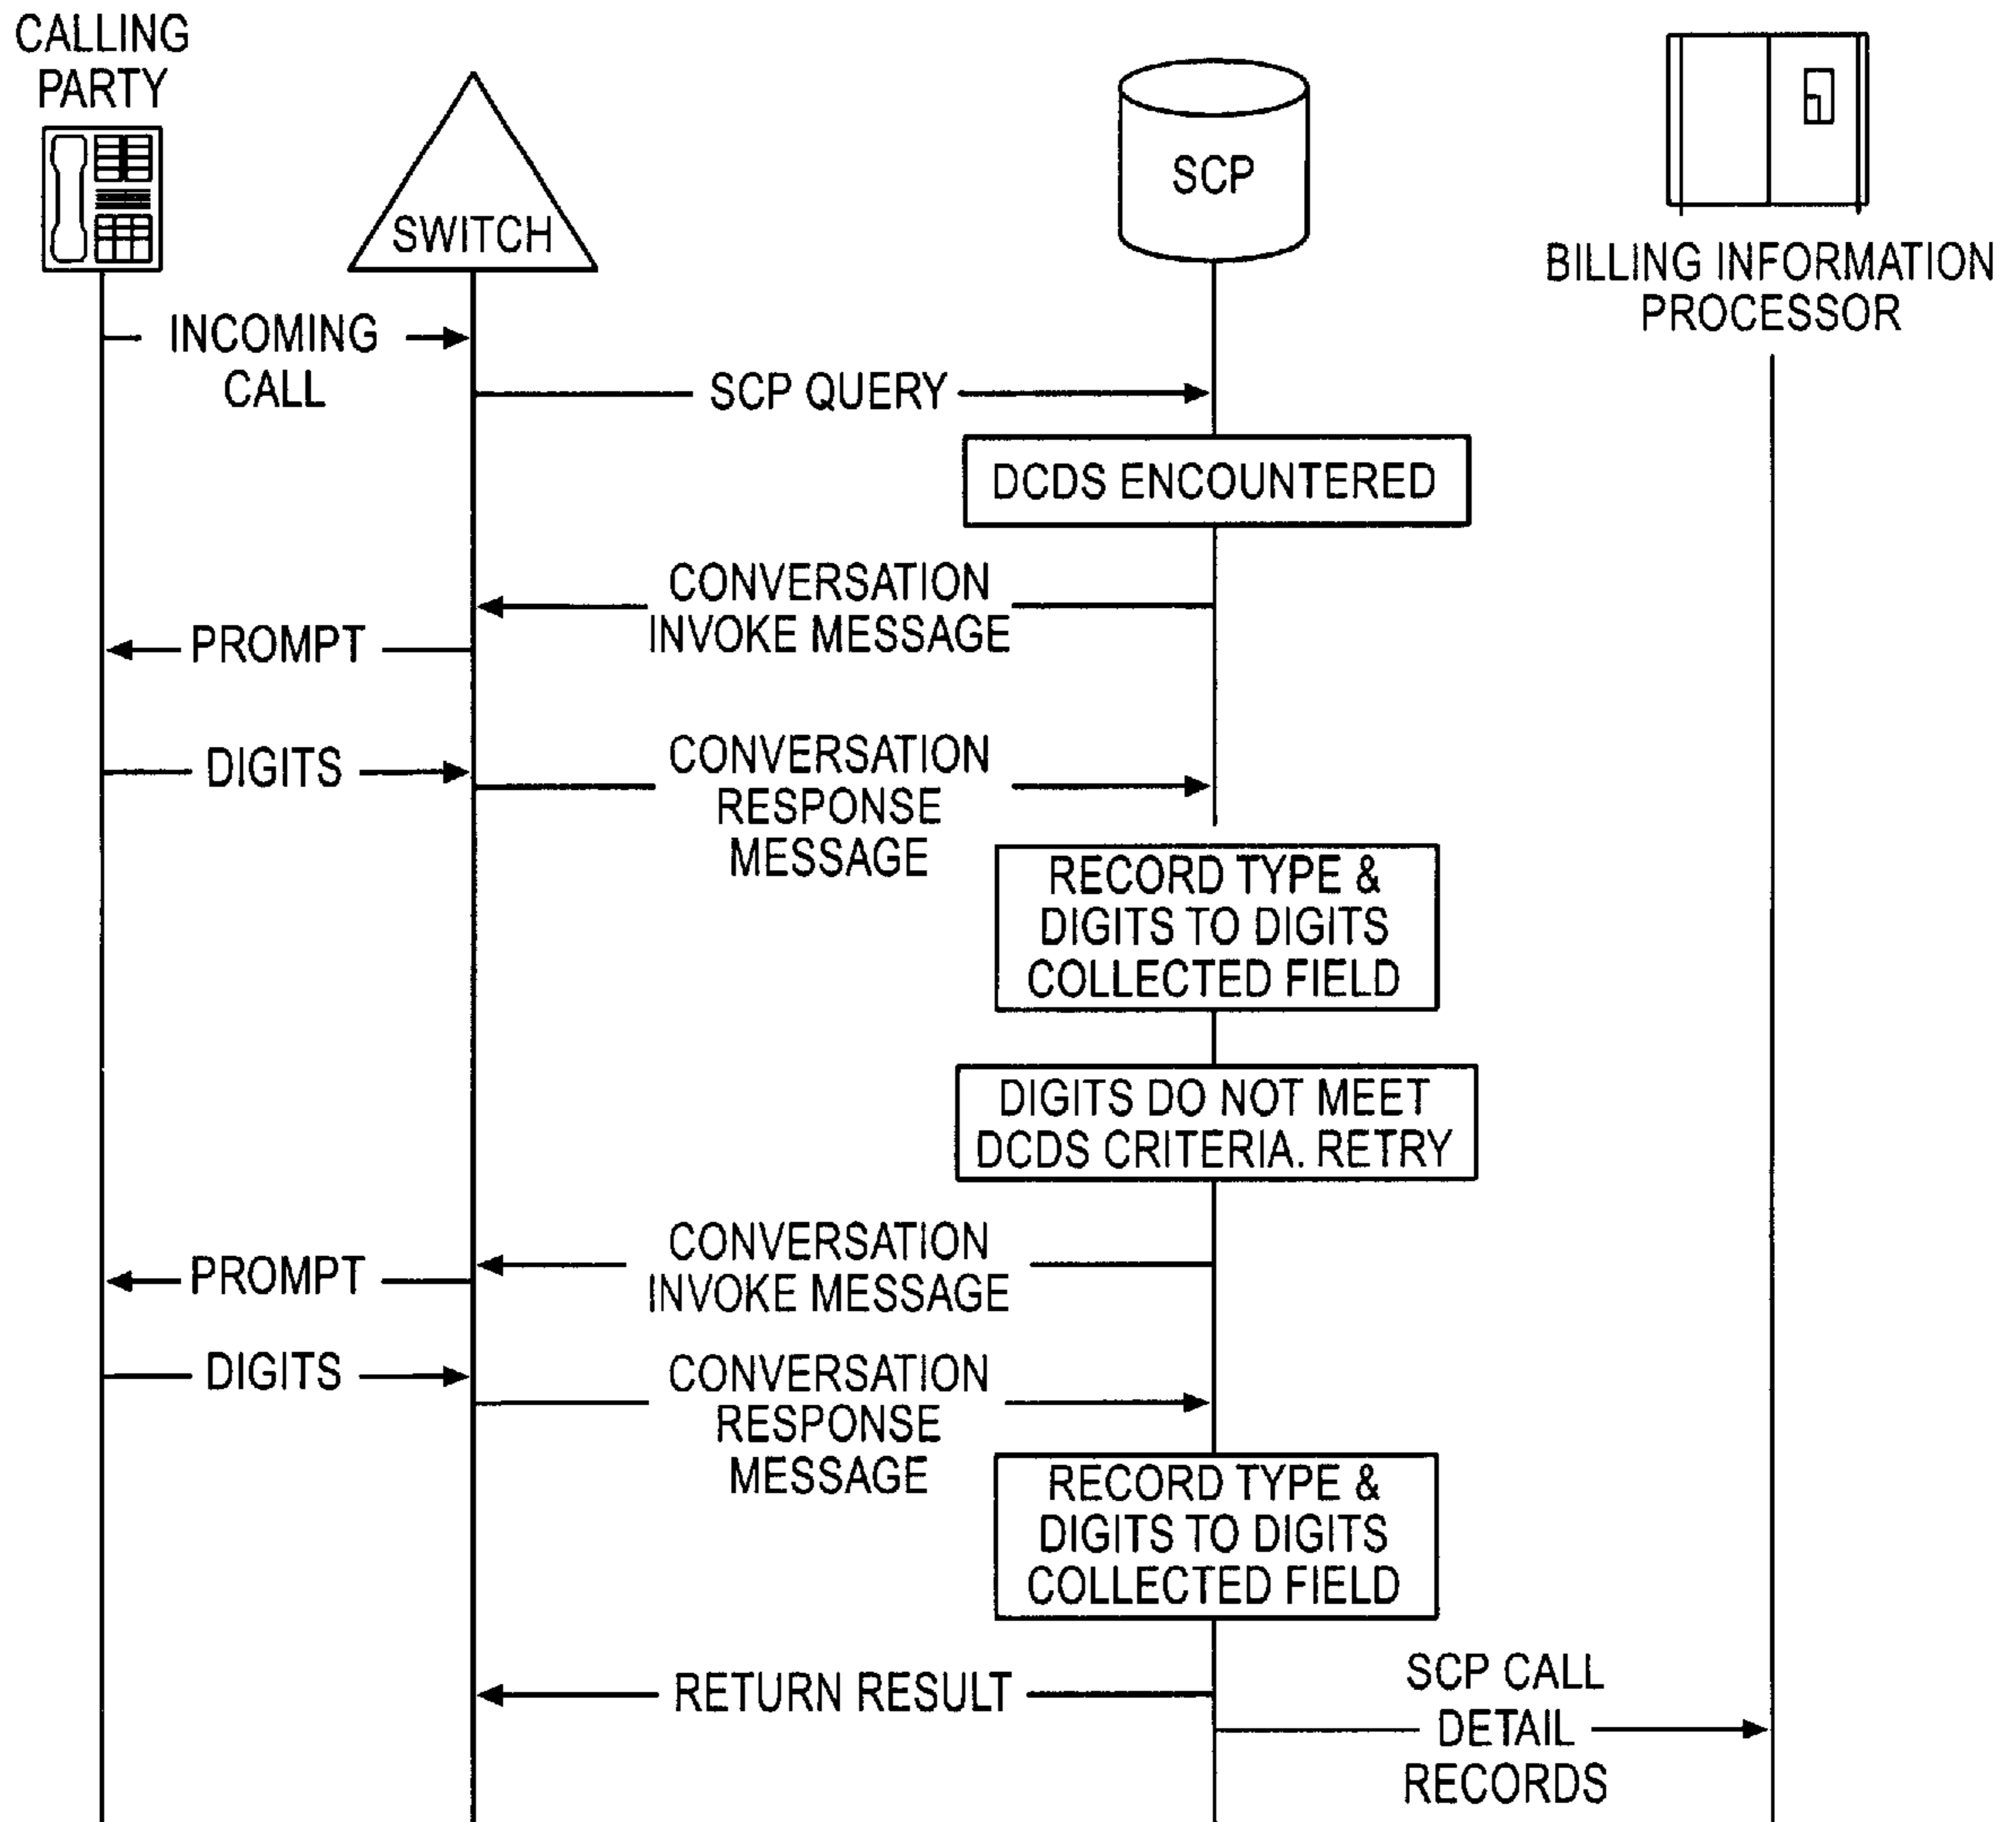 CALLING
PARTY
SWITCH
SCP
BILLING INFORMATION
PROCESSOR
INCOMING
CALL
SCP QUERY
DCDS ENCOUNTERED
CONVERSATION
INVOKE MESSAGE
PROMPT
DIGITS
CONVERSATION
RESPONSE
MESSAGE
RECORD TYPE &
DIGITS TO DIGITS
COLLECTED FIELD
DIGITS DO NOT MEET
DCDS CRITERIA. RETRY
CONVERSATION
INVOKE MESSAGE
PROMPT
DIGITS
CONVERSATION
RESPONSE
MESSAGE
RECORD TYPE &
DIGITS TO DIGITS
COLLECTED FIELD
RETURN RESULT
SCP CALL
DETAIL
RECORDS